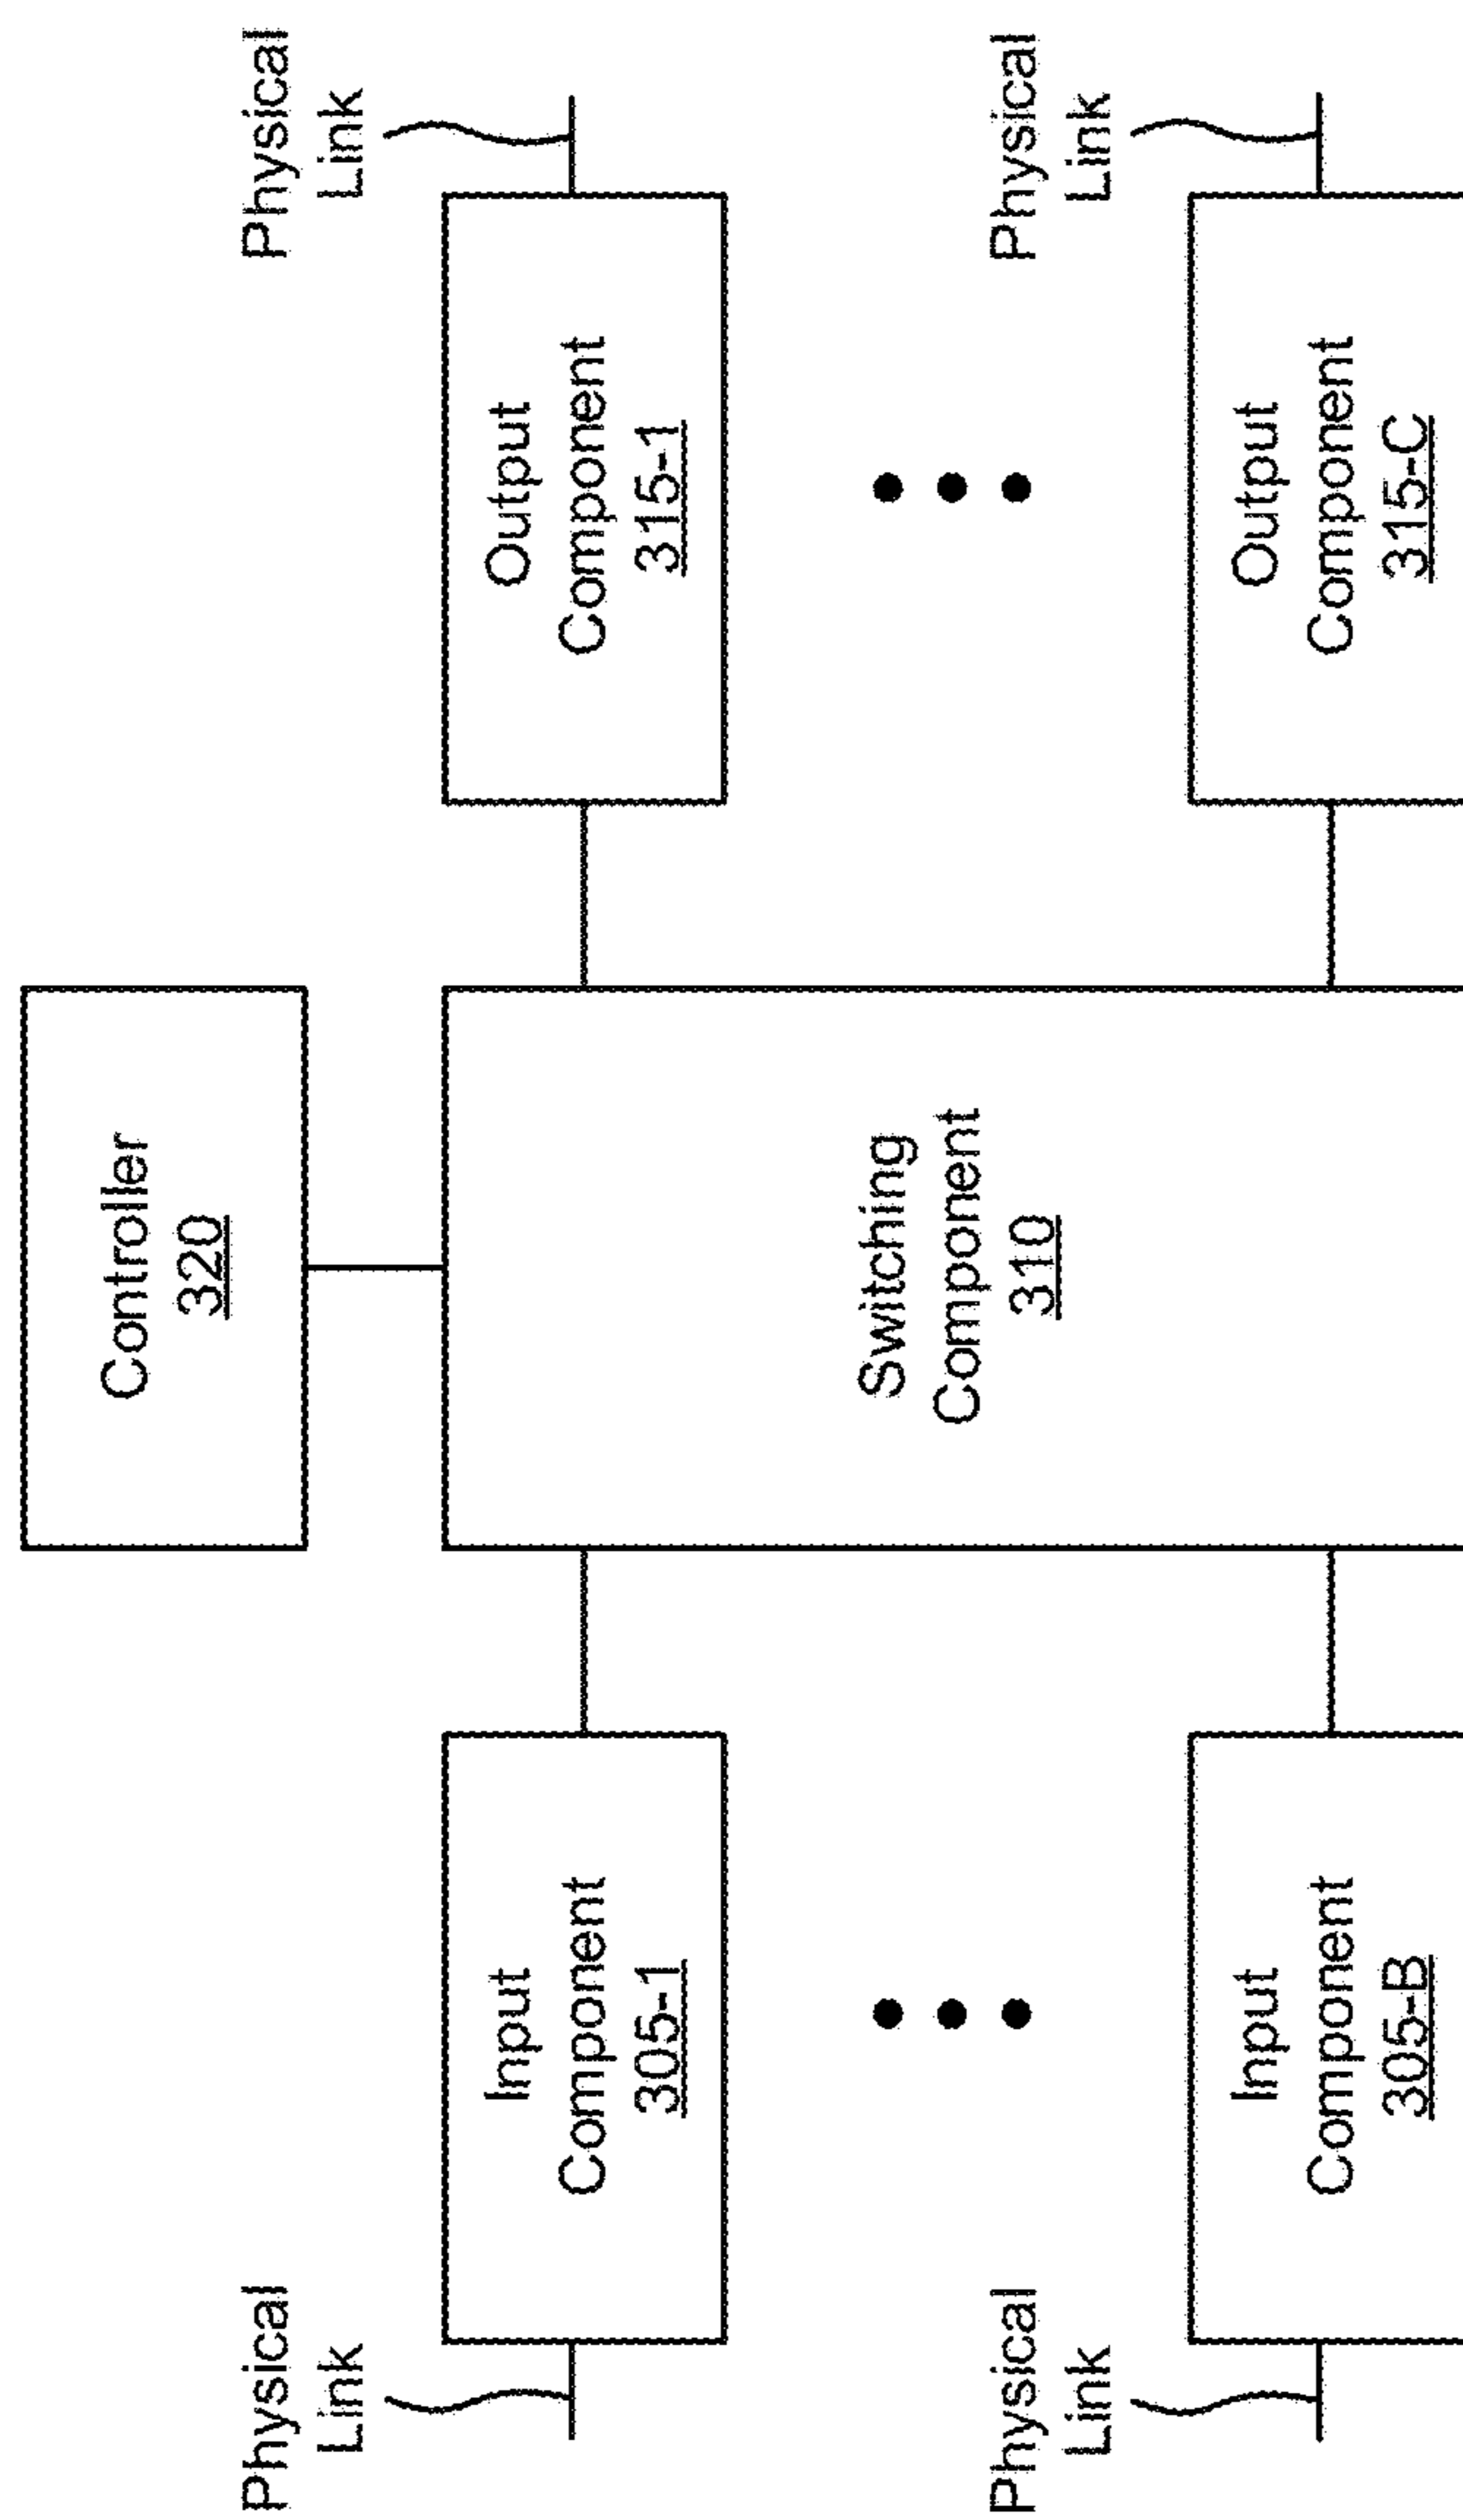 Controller
320
Physical
Link
Physical
Link
Input
Component
305-1
Switching
Component
310
Output
Component
315-1
Physical
Link
Physical
Link
Input
Component
305-B
Output
Component
315-C